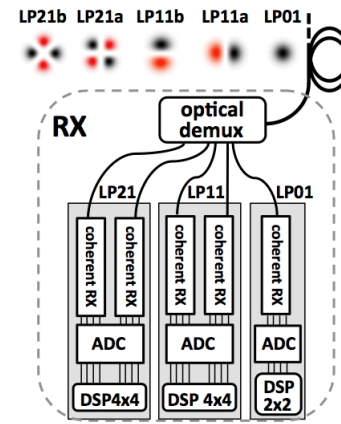 LP21b LP21a LP11b LP11a LP01
RX
optical
demux
LP21 LP11 LP01
coherent RX coherent RX coherent RX coherent RX coherent RX
ADC ADC ADC
DSP4x4 DSP 4x4 DSP
2x2